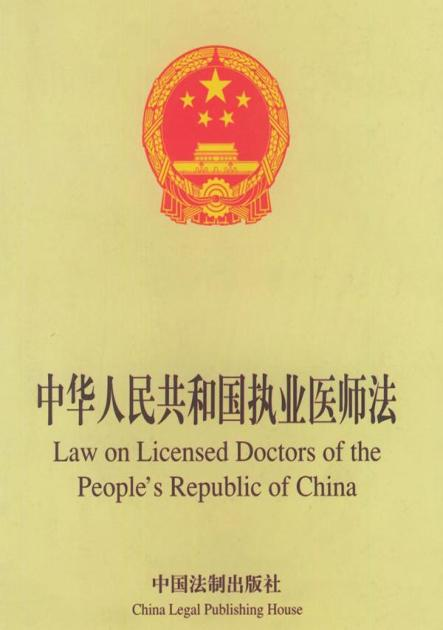 中华人民共和国执业医师法
Law on Licensed Doctors of the
People's Republic of China
中国法制出版社
China Legal Publishing House